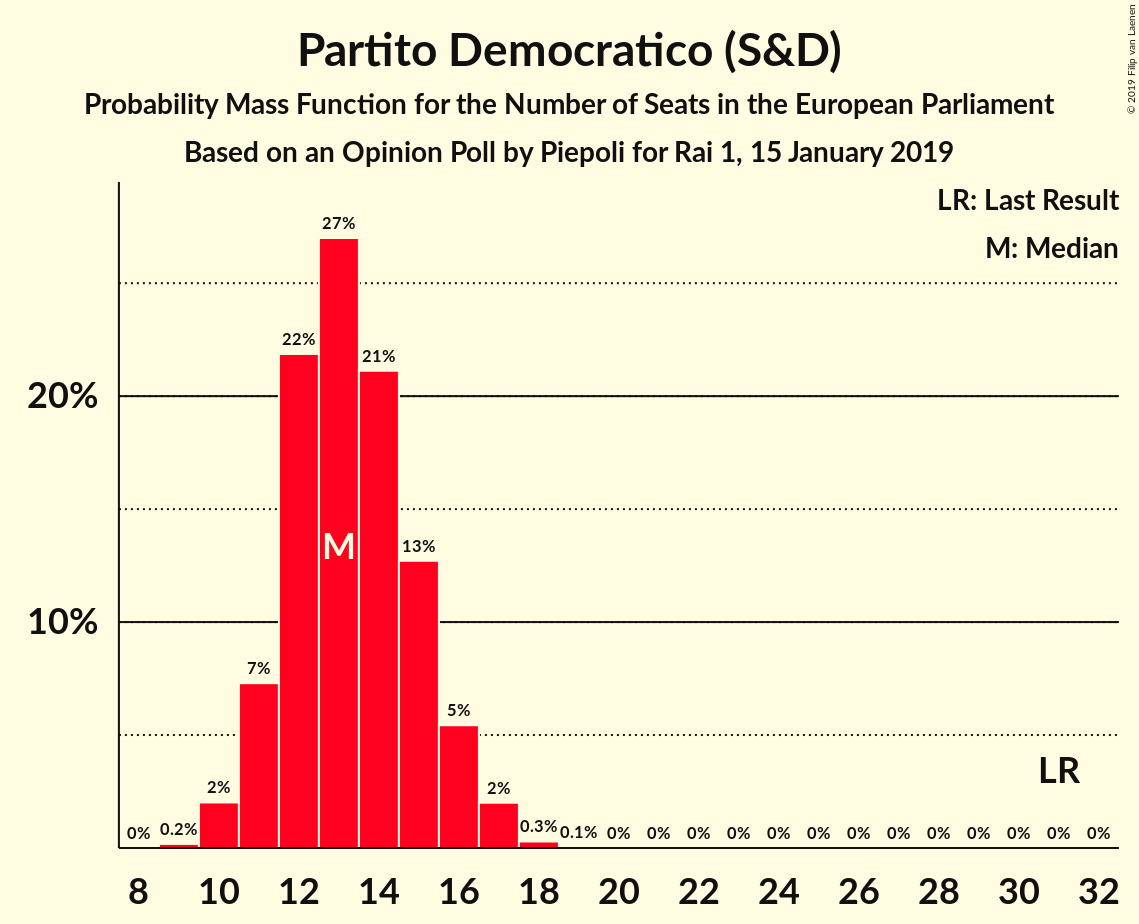 Partito Democratico (S&D)
Probability Mass Function for the Number of Seats in the European Parliament
Based on an Opinion Poll by Piepoli for Rai 1, 15 January 2019
© 2019 Filip van Laenen
LR: Last Result
M: Median
20%
10%
0% 0.2% 2% 7% 22% 27% 21% 13% 5% 2% 0.3% 0.1% 0% 0% 0% 0% 0% 0% 0% 0% 0% 0% 0% 0% 0%
M
LR
8 10 12 14 16 18 20 22 24 26 28 30 32